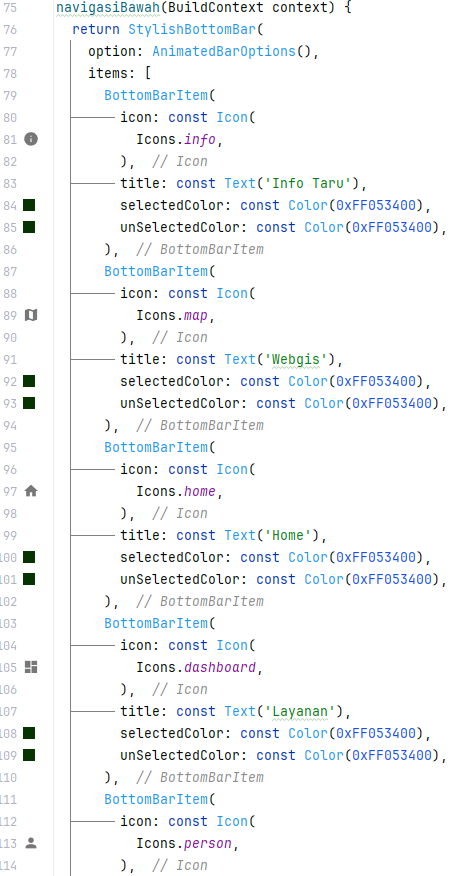 75 navigasiBawah(BuildContext context) {
76 return StylishBottomBar(
77 option: AnimatedBarOptions(),
78 items: [
79 BottomBarItem(
80 icon: const Icon(
81 Icons.info,
82 ), // Icon
83 title: const Text('Info Taru'),
84 selectedColor: const Color(0xFF053400),
85 unSelectedColor: const Color(0xFF053400),
86 ), // BottomBarItem
87 BottomBarItem(
88 icon: const Icon(
89 Icons.map,
90 ), // Icon
91 title: const Text('Webgis'),
92 selectedColor: const Color(0xFF053400),
93 unSelectedColor: const Color(0xFF053400),
94 ), // BottomBarItem
95 BottomBarItem(
96 icon: const Icon(
97 Icons.home,
98 ), // Icon
99 title: const Text('Home'),
100 selectedColor: const Color(0xFF053400),
101 unSelectedColor: const Color(0xFF053400),
102 ), // BottomBarItem
103 BottomBarItem(
104 icon: const Icon(
105 Icons.dashboard,
106 ), // Icon
107 title: const Text('Layanan'),
108 selectedColor: const Color(0xFF053400),
109 unSelectedColor: const Color(0xFF053400),
110 ), // BottomBarItem
111 BottomBarItem(
112 icon: const Icon(
113 Icons.person,
114 ), // Icon